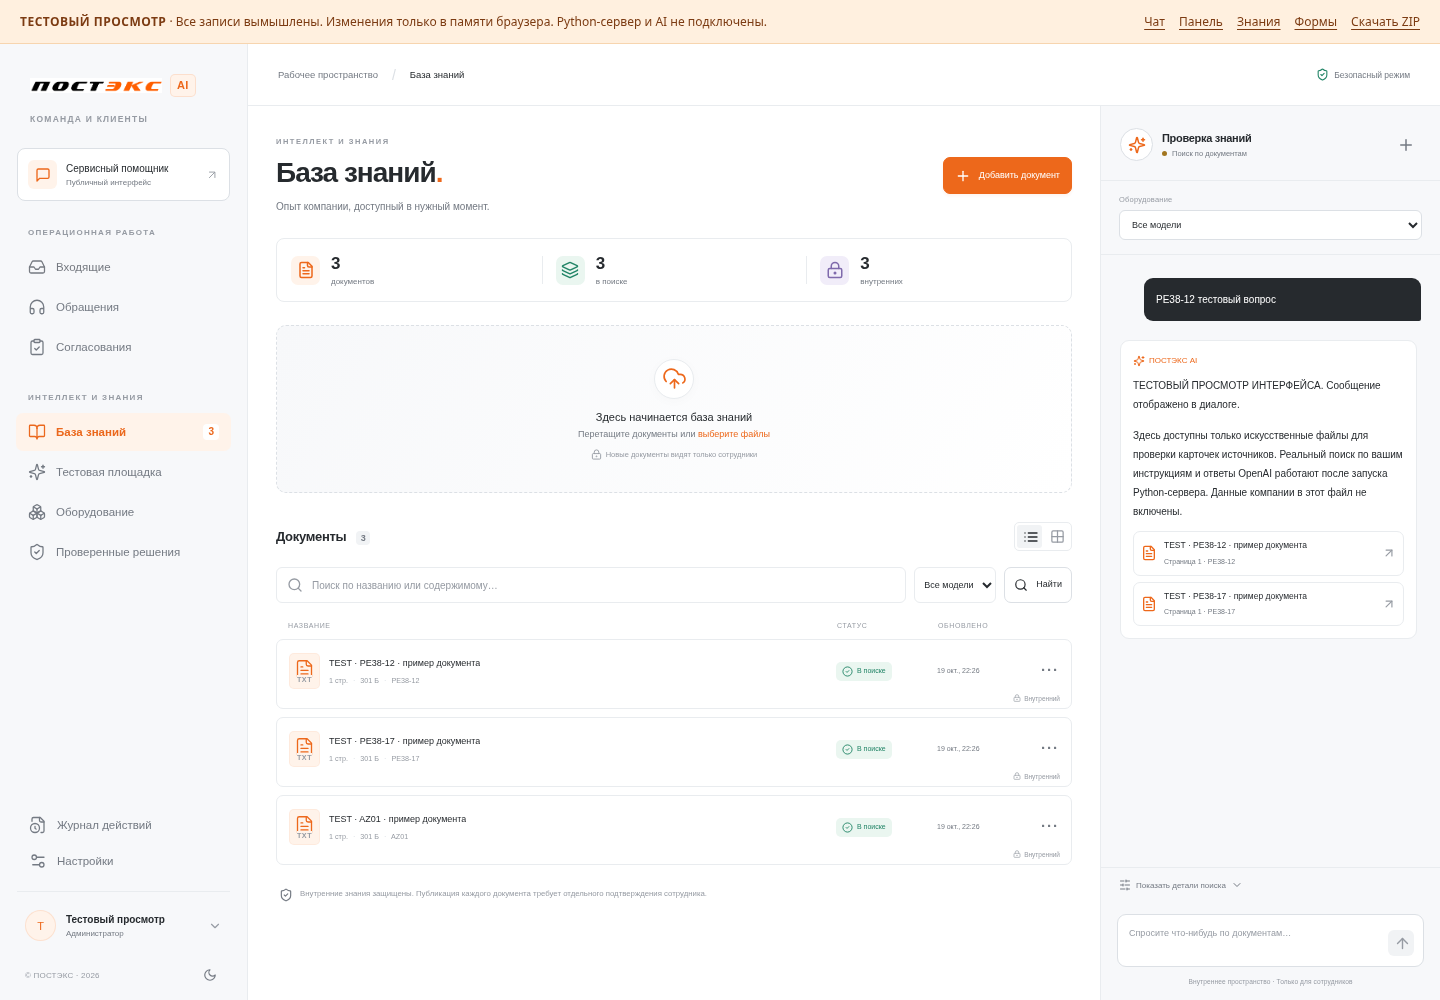 ТЕСТОВЫЙ ПРОСМОТР · Все записи вымышлены. Изменения только в памяти браузера. Python-сервер и AI не подключены.
Чат Панель Знания Формы Скачать ZIP
ПОСТЭКС AI
КОМАНДА И КЛИЕНТЫ
Сервисный помощник
Публичный интерфейс
ОПЕРАЦИОННАЯ РАБОТА
Входящие
Обращения
Согласования
ИНТЕЛЛЕКТ И ЗНАНИЯ
База знаний 3
Тестовая площадка
Оборудование
Проверенные решения
Журнал действий
Настройки
Т
Тестовый просмотр
Администратор
© ПОСТЭКС · 2026
Рабочее пространство / База знаний
Безопасный режим
ИНТЕЛЛЕКТ И ЗНАНИЯ
База знаний.
Опыт компании, доступный в нужный момент.
Добавить документ
3
документов
3
в поиске
3
внутренних
Здесь начинается база знаний
Перетащите документы или выберите файлы
Новые документы видят только сотрудники
Документы 3
Поиск по названию или содержимому…
Все модели
Найти
НАЗВАНИЕ СТАТУС ОБНОВЛЕНО
TXT
TEST · PE38-12 · пример документа
1 стр. · 301 Б · PE38-12
В поиске
19 окт., 22:26
Внутренний
TXT
TEST · PE38-17 · пример документа
1 стр. · 301 Б · PE38-17
В поиске
19 окт., 22:26
Внутренний
TXT
TEST · AZ01 · пример документа
1 стр. · 301 Б · AZ01
В поиске
19 окт., 22:26
Внутренний
Внутренние знания защищены. Публикация каждого документа требует отдельного подтверждения сотрудника.
Проверка знаний
Поиск по документам
Оборудование
Все модели
PE38-12 тестовый вопрос
ПОСТЭКС AI
ТЕСТОВЫЙ ПРОСМОТР ИНТЕРФЕЙСА. Сообщение
отображено в диалоге.
Здесь доступны только искусственные файлы для
проверки карточек источников. Реальный поиск по вашим
инструкциям и ответы OpenAI работают после запуска
Python-сервера. Данные компании в этот файл не
включены.
TEST · PE38-12 · пример документа
Страница 1 · PE38-12
TEST · PE38-17 · пример документа
Страница 1 · PE38-17
Показать детали поиска
Спросите что-нибудь по документам…
Внутреннее пространство · Только для сотрудников